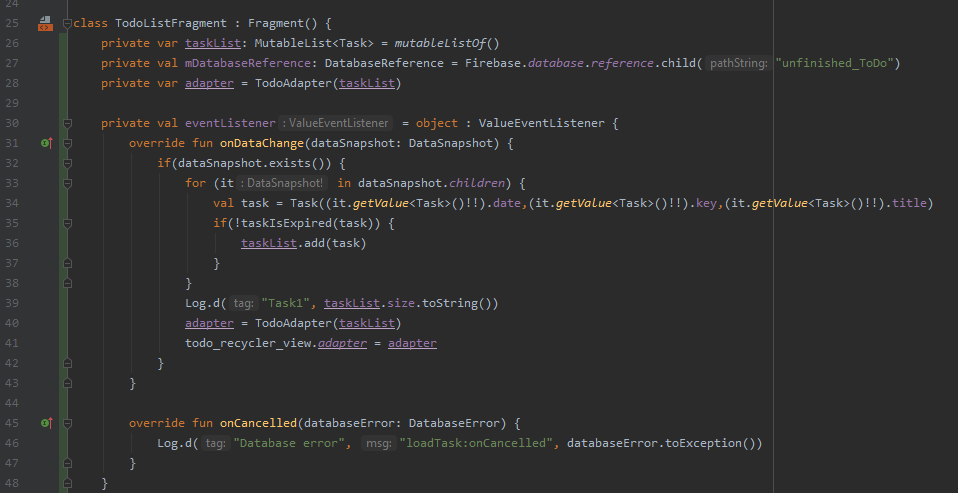 24
25 class TodoListFragment : Fragment() {
26 private var taskList: MutableList<Task> = mutableListOf()
27 private val mDatabaseReference: DatabaseReference = Firebase.database.reference.child( pathString: "unfinished_ToDo")
28 private var adapter = TodoAdapter(taskList)
29
30 private val eventListener : ValueEventListener = object : ValueEventListener {
31 override fun onDataChange(dataSnapshot: DataSnapshot) {
32 if(dataSnapshot.exists()) {
33 for (it : DataSnapshot! in dataSnapshot.children) {
34 val task = Task((it.getValue<Task>()!!).date,(it.getValue<Task>()!!).key,(it.getValue<Task>()!!).title)
35 if(!taskIsExpired(task)) {
36 taskList.add(task)
37 }
38 }
39 Log.d( tag: "Task1", taskList.size.toString())
40 adapter = TodoAdapter(taskList)
41 todo_recycler_view.adapter = adapter
42 }
43 }
44
45 override fun onCancelled(databaseError: DatabaseError) {
46 Log.d( tag: "Database error", msg: "loadTask:onCancelled", databaseError.toException())
47 }
48 }